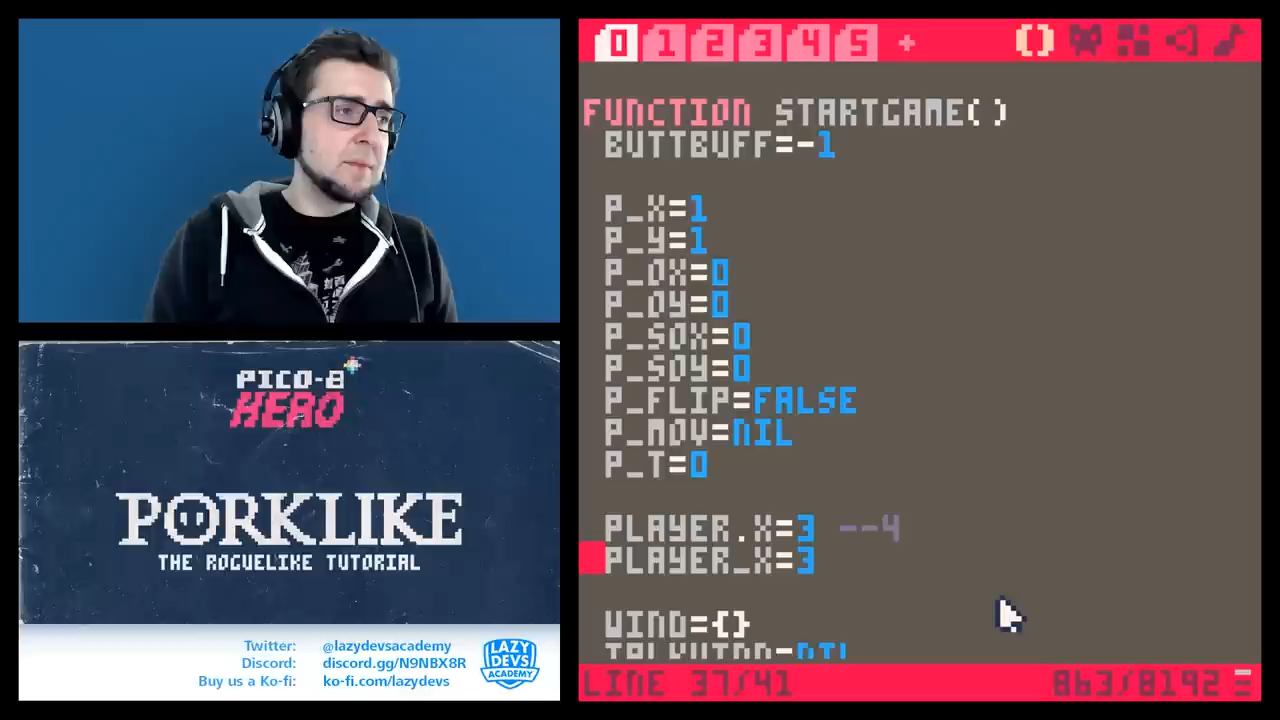 0 1 2 3 4 5 +
FUNCTION STARTGAME()
BUTTBUFF=-1
P_X=1
P_Y=1
P_OX=0
P_OY=0
P_SOX=0
P_SOY=0
P_FLIP=FALSE
P_MOV=NIL
P_T=0
PLAYER.X=3 --4
PLAYER_X=3
WIND={}
LINE 37/41
863/8192
PICO-8
HERO
PORKLIKE
THE ROGUELIKE TUTORIAL
Twitter: @lazydevsacademy
Discord: discord.gg/N9NBX8R
Buy us a Ko-fi: ko-fi.com/lazydevs
LAZY
DEVS
ACADEMY